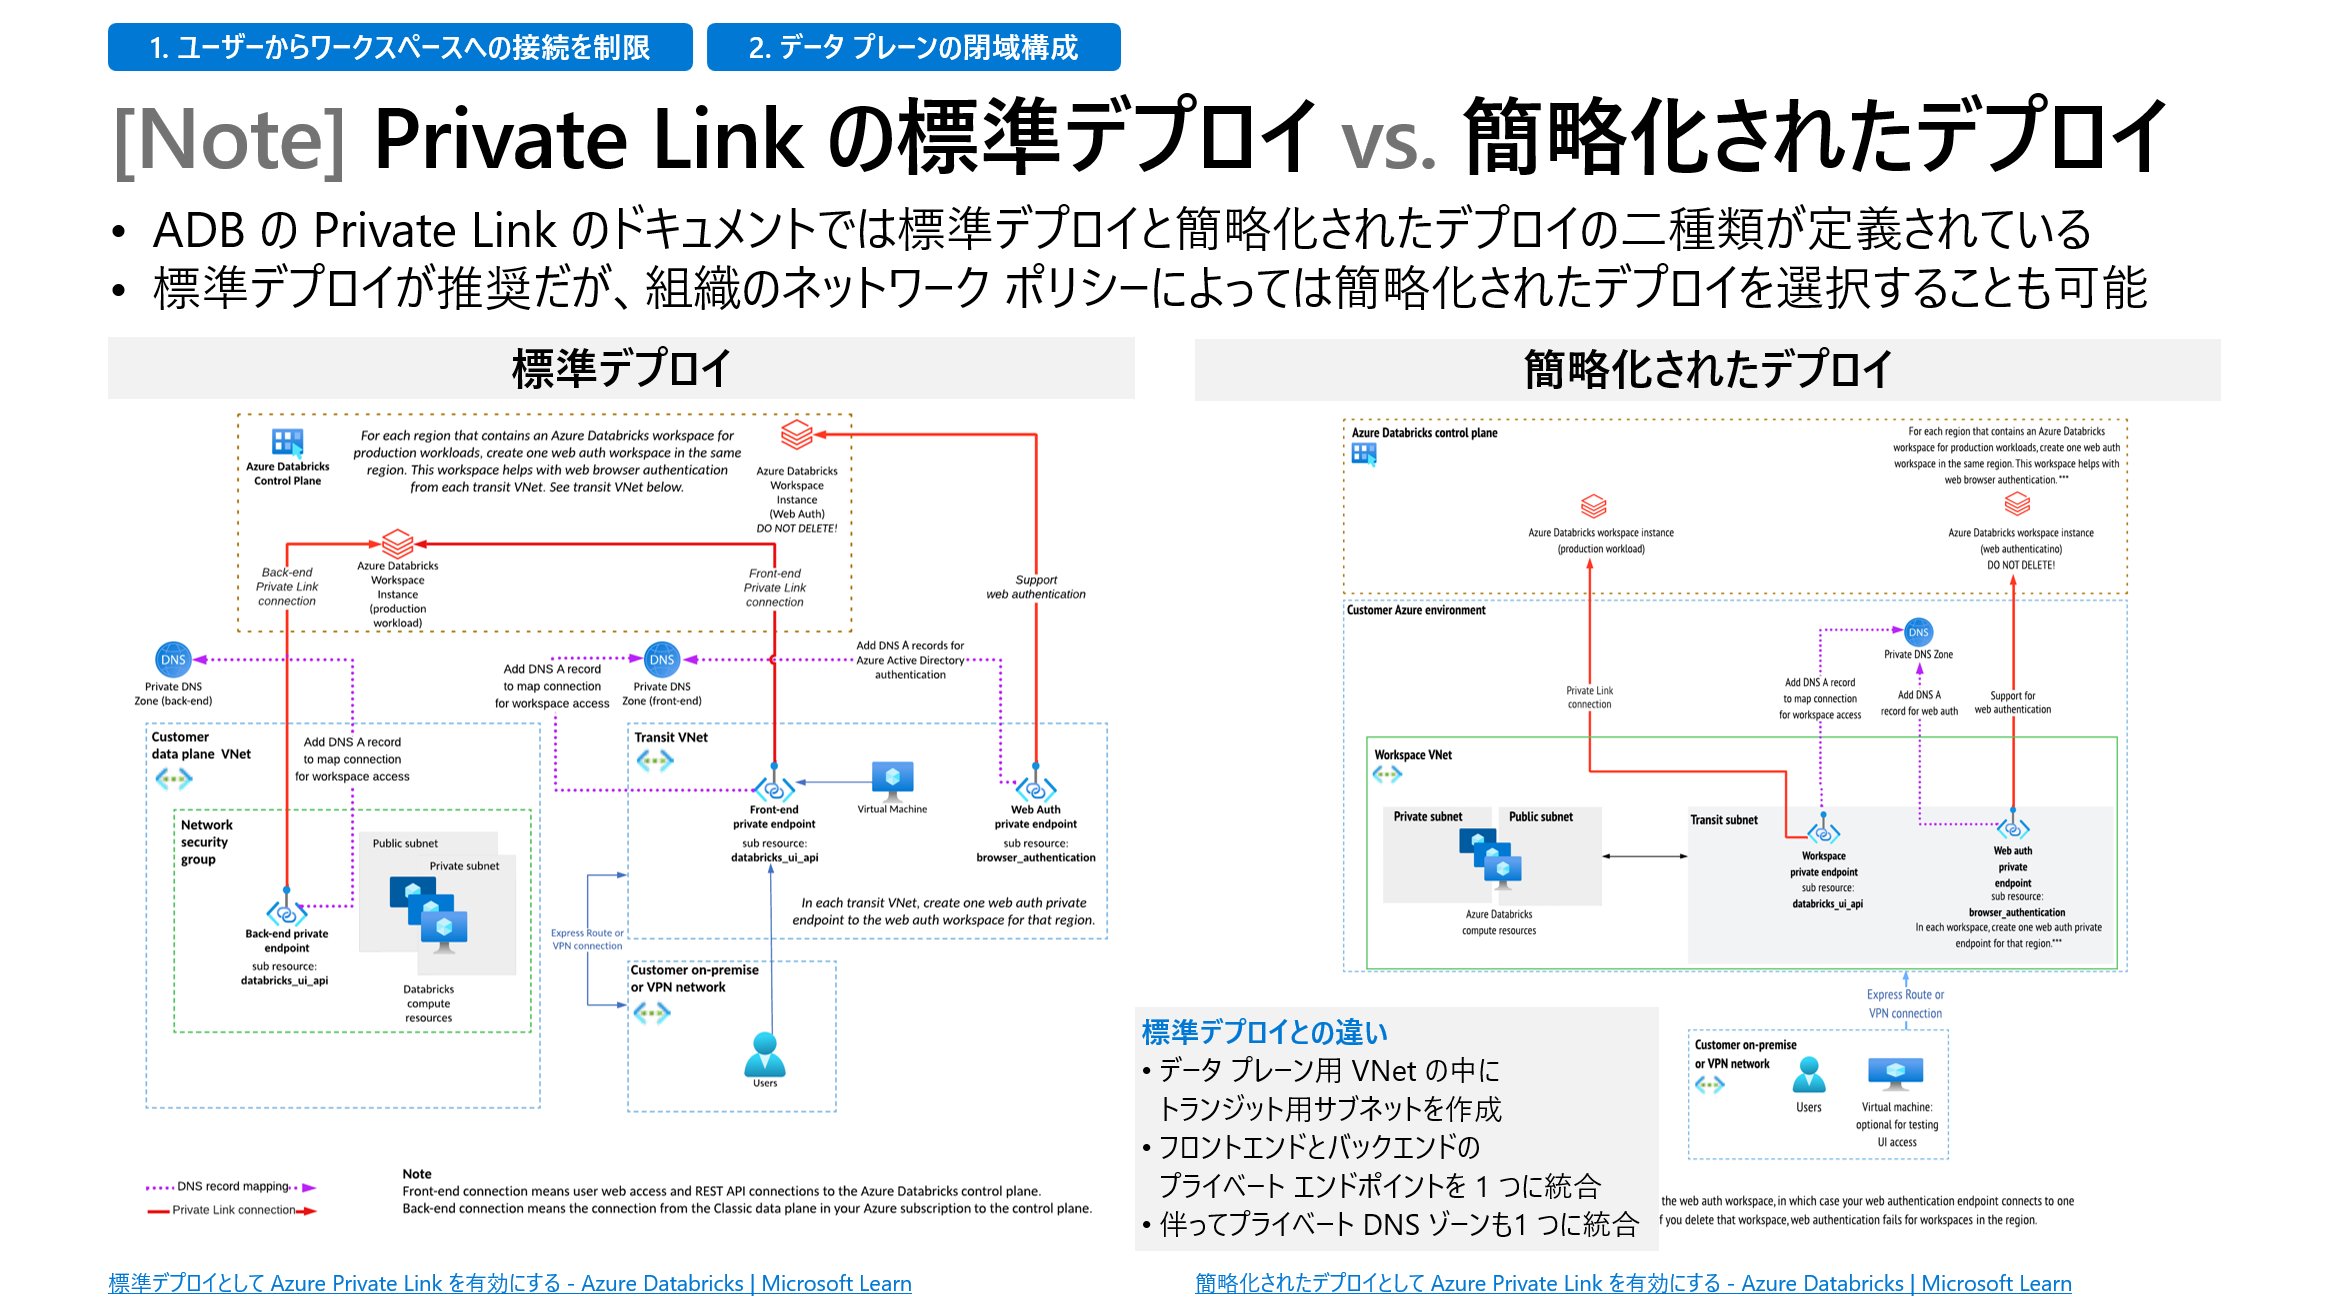 1. ユーザーからワークスペースへの接続を制限
2. データ プレーンの閉域構成
[Note] Private Link の標準デプロイ vs. 簡略化されたデプロイ
• ADB の Private Link のドキュメントでは標準デプロイと簡略化されたデプロイの二種類が定義されている
• 標準デプロイが推奨だが、組織のネットワーク ポリシーによっては簡略化されたデプロイを選択することも可能
標準デプロイ
Azure Databricks
Control Plane
For each region that contains an Azure Databricks workspace for
production workloads, create one web auth workspace in the same
region. This workspace helps with web browser authentication
from each transit VNet. See transit VNet below.
Azure Databricks
Workspace
Instance
(Web Auth)
DO NOT DELETE!
Back-end
Private Link
connection
Azure Databricks
Workspace
Instance
(production
workload)
Front-end
Private Link
connection
Support
web authentication
DNS
Private DNS
Zone (back-end)
Add DNS A record
to map connection
for workspace access
DNS
Private DNS
Zone (front-end)
Add DNS A records for
Azure Active Directory
authentication
Customer
data plane VNet
Add DNS A record
to map connection
for workspace access
Network
security
group
Public subnet
Private subnet
Back-end private
endpoint
sub resource:
databricks_ui_api
Databricks
compute
resources
Transit VNet
Virtual Machine
Front-end
private endpoint
sub resource:
databricks_ui_api
Web Auth
private endpoint
sub resource:
browser_authentication
In each transit VNet, create one web auth private
endpoint to the web auth workspace for that region.
Express Route or
VPN connection
Customer on-premise
or VPN network
Users
DNS record mapping
Private Link connection
Note
Front-end connection means user web access and REST API connections to the Azure Databricks control plane.
Back-end connection means the connection from the Classic data plane in your Azure subscription to the control plane.
標準デプロイとして Azure Private Link を有効にする - Azure Databricks | Microsoft Learn
簡略化されたデプロイ
Azure Databricks control plane
For each region that contains an Azure Databricks
workspace for production workloads, create one web auth
workspace in the same region. This workspace helps with
web browser authentication. ***
Azure Databricks workspace instance
(production workload)
Azure Databricks workspace instance
(web authenticatino)
DO NOT DELETE!
Customer Azure environment
DNS
Private DNS Zone
Private Link
connection
Add DNS A record
to map connection
for workspace access
Add DNS A
record for web auth
Support for
web authentication
Workspace VNet
Private subnet
Public subnet
Azure Databricks
compute resources
Transit subnet
Workspace
private endpoint
sub resource:
databricks_ui_api
Web auth
private
endpoint
sub resource:
browser_authentication
In each workspace, create one web auth private
endpoint for that region.***
Express Route or
VPN connection
Customer on-premise
or VPN network
Users
Virtual machine:
optional for testing
UI access
標準デプロイとの違い
• データ プレーン用 VNet の中に
トランジット用サブネットを作成
• フロントエンドとバックエンドの
プライベート エンドポイントを 1 つに統合
• 伴ってプライベート DNS ゾーンも1 つに統合
the web auth workspace, in which case your web authentication endpoint connects to one
f you delete that workspace, web authentication fails for workspaces in the region.
簡略化されたデプロイとして Azure Private Link を有効にする - Azure Databricks | Microsoft Learn